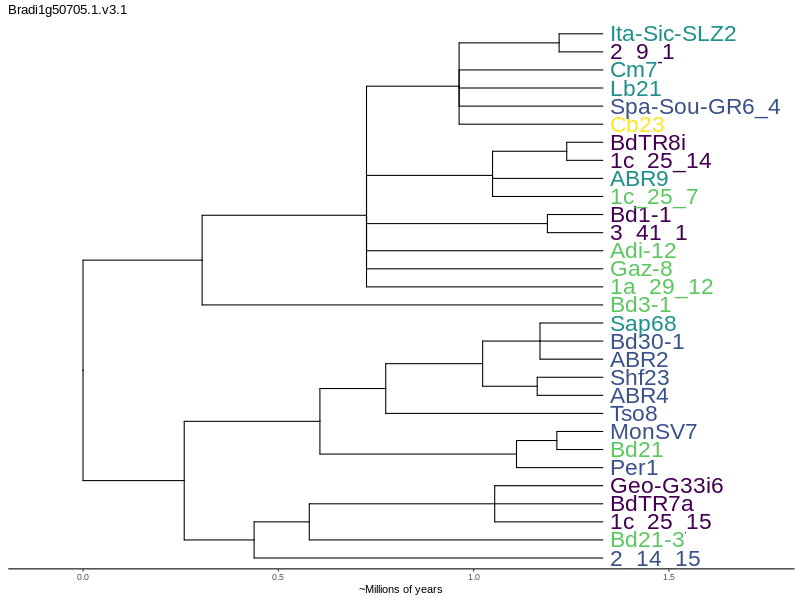 Bradi1g50705.1.v3.1
Ita-Sic-SLZ2
2_9_1
Cm7
Lb21
Spa-Sou-GR6_4
Cb23
BdTR8i
1c_25_14
ABR9
1c_25_7
Bd1-1
3_41_1
Adi-12
Gaz-8
1a_29_12
Bd3-1
Sap68
Bd30-1
ABR2
Shf23
ABR4
Tso8
MonSV7
Bd21
Per1
Geo-G33i6
BdTR7a
1c_25_15
Bd21-3
2_14_15
0.0 0.5 1.0 1.5
~Millions of years